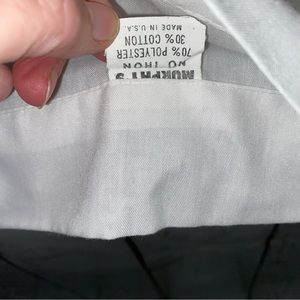 MURPHY'S
NO IRON
70% POLYESTER
30% COTTON
MADE IN U.S.A